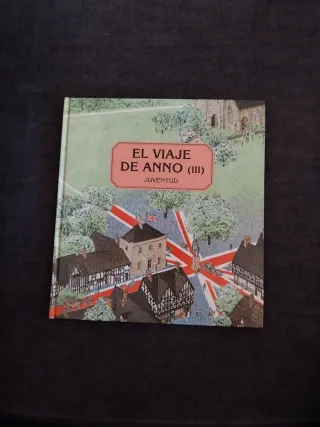 EL VIAJE
DE ANNO (III)
JUVENTUD